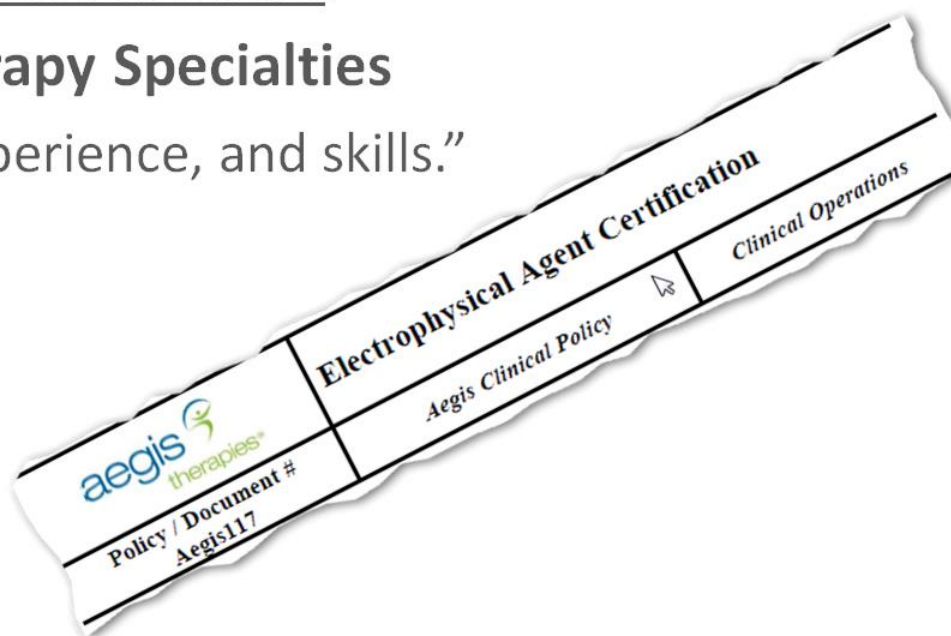 rapy Specialties
perience, and skills.”
Electrophysical Agent Certification
aegis
therapies®
Aegis Clinical Policy
Clinical Operations
Policy / Document #
Aegis117